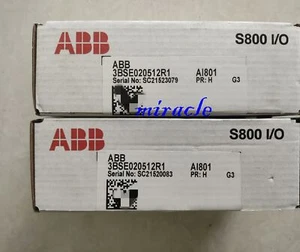 ABB
S800 I/O
ABB
3BSE020512R1 AI801
Serial No: SC21523079 PR: H G3
miracle
ABB
S800 I/O
ABB
3BSE020512R1 AI801
Serial No: SC21520083 PR: H G3